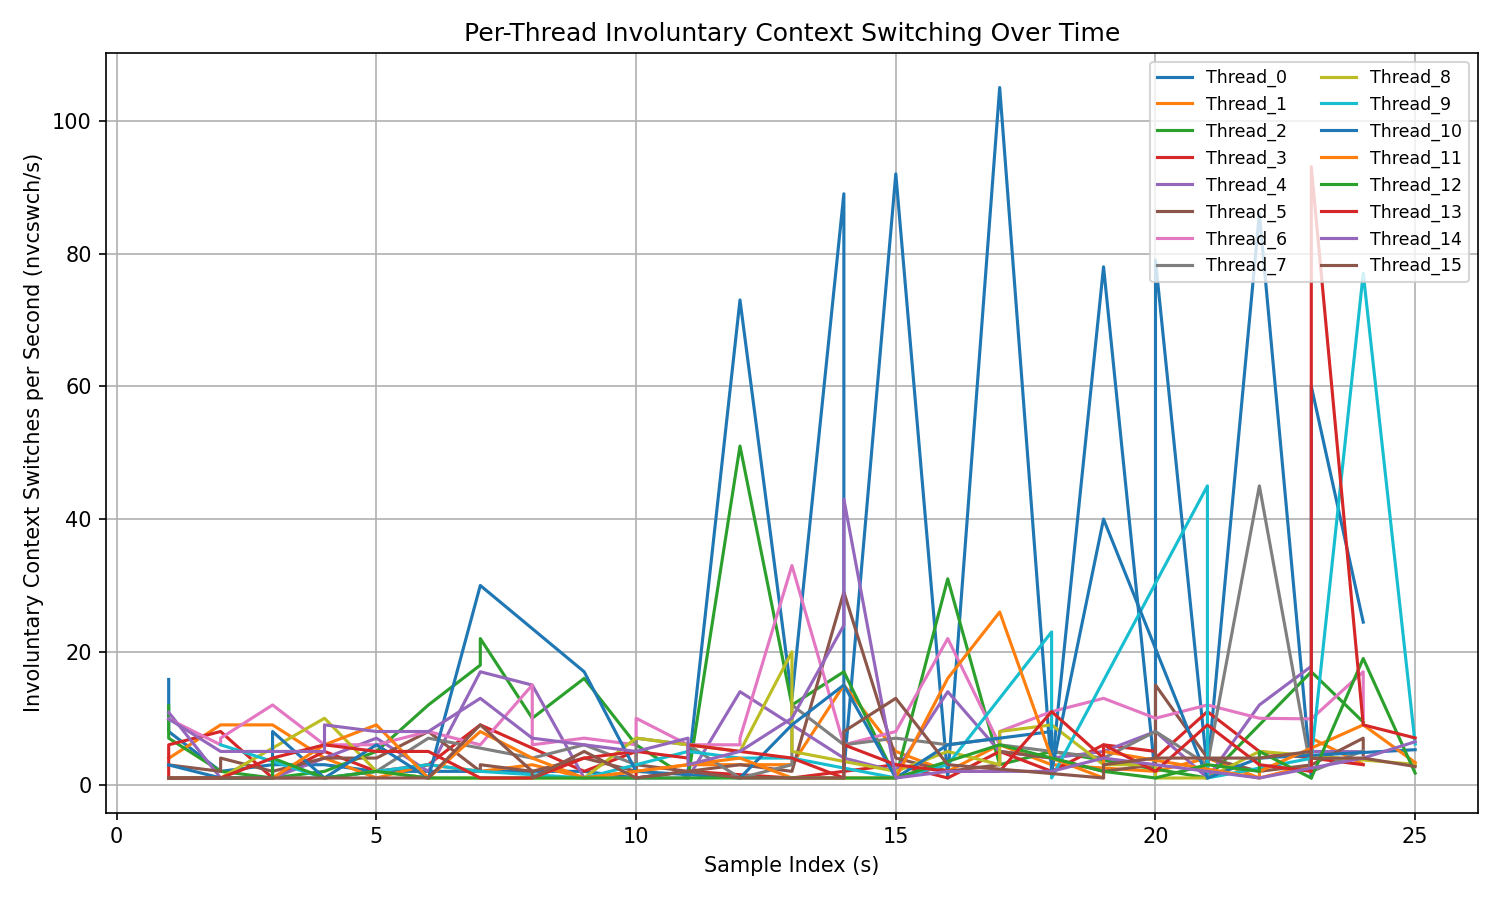 Per-Thread Involuntary Context Switching Over Time
Involuntary Context Switches per Second (nvcswch/s)
100
80
60
40
20
0
Thread_0
Thread_1
Thread_2
Thread_3
Thread_4
Thread_5
Thread_6
Thread_7
Thread_8
Thread_9
Thread_10
Thread_11
Thread_12
Thread_13
Thread_14
Thread_15
0 5 10 15 20 25
Sample Index (s)